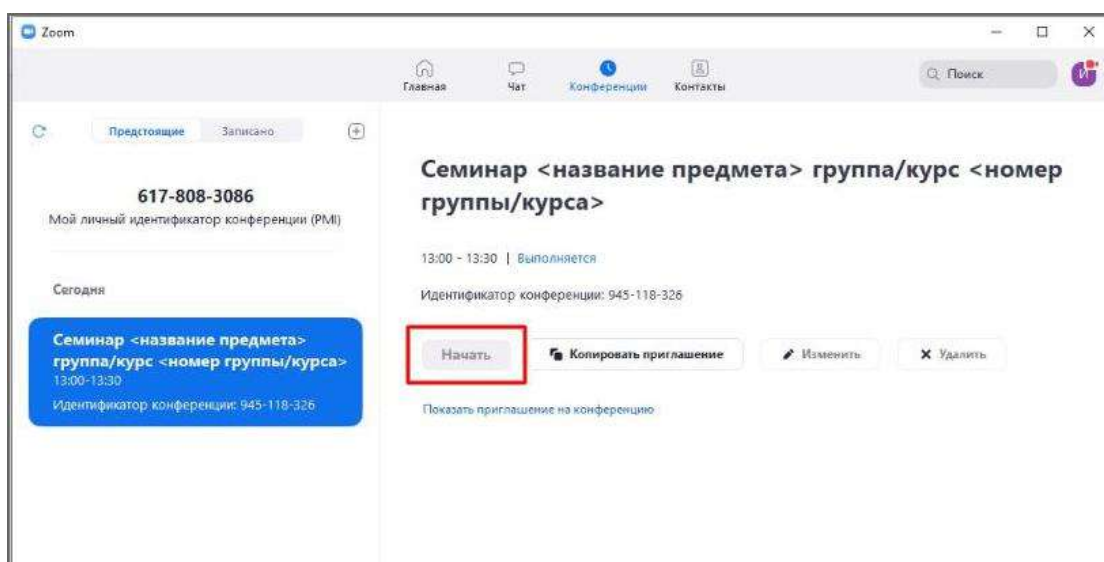 Zoom
Главная Чат Конференции Контакты
Поиск
И
Предстоящие Записано
617-808-3086
Мой личный идентификатор конференции (PMI)
Сегодня
Семинар <название предмета>
группа/курс <номер группы/курса>
13:00-13:30
Идентификатор конференции: 945-118-326
Семинар <название предмета> группа/курс <номер
группы/курса>
13:00 - 13:30 | Выполняется
Идентификатор конференции: 945-118-326
Начать Копировать приглашение Изменить Удалить
Показать приглашение на конференцию